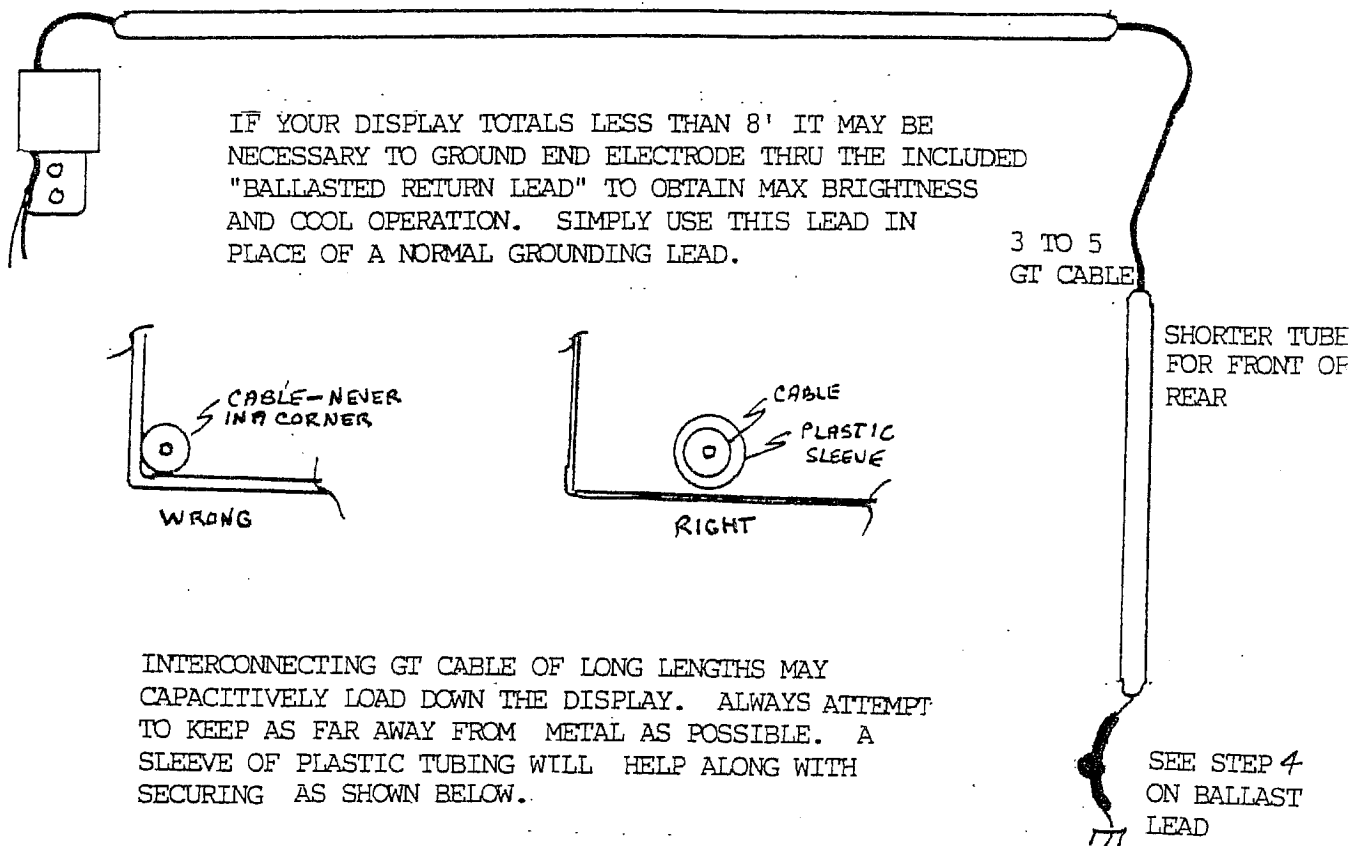 IF YOUR DISPLAY TOTALS LESS THAN 8' IT MAY BE
NECESSARY TO GROUND END ELECTRODE THRU THE INCLUDED
"BALLASTED RETURN LEAD" TO OBTAIN MAX BRIGHTNESS
AND COOL OPERATION. SIMPLY USE THIS LEAD IN
PLACE OF A NORMAL GROUNDING LEAD.
3 TO 5
GT CABLE
SHORTER TUBE
FOR FRONT OF
REAR
CABLE-NEVER
IN A CORNER
WRONG
CABLE
PLASTIC
SLEEVE
RIGHT
INTERCONNECTING GT CABLE OF LONG LENGTHS MAY
CAPACITIVELY LOAD DOWN THE DISPLAY. ALWAYS ATTEMPT
TO KEEP AS FAR AWAY FROM METAL AS POSSIBLE. A
SLEEVE OF PLASTIC TUBING WILL HELP ALONG WITH
SECURING AS SHOWN BELOW.
SEE STEP 4
ON BALLAST
LEAD